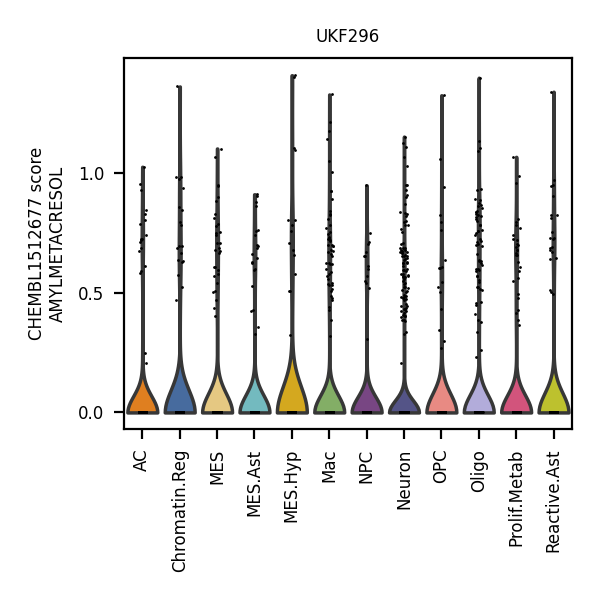 UKF296
CHEMBL1512677 score
AMYLMETACRESOL
1.0
0.5
0.0
AC
Chromatin.Reg
MES
MES.Ast
MES.Hyp
Mac
NPC
Neuron
OPC
Oligo
Prolif.Metab
Reactive.Ast